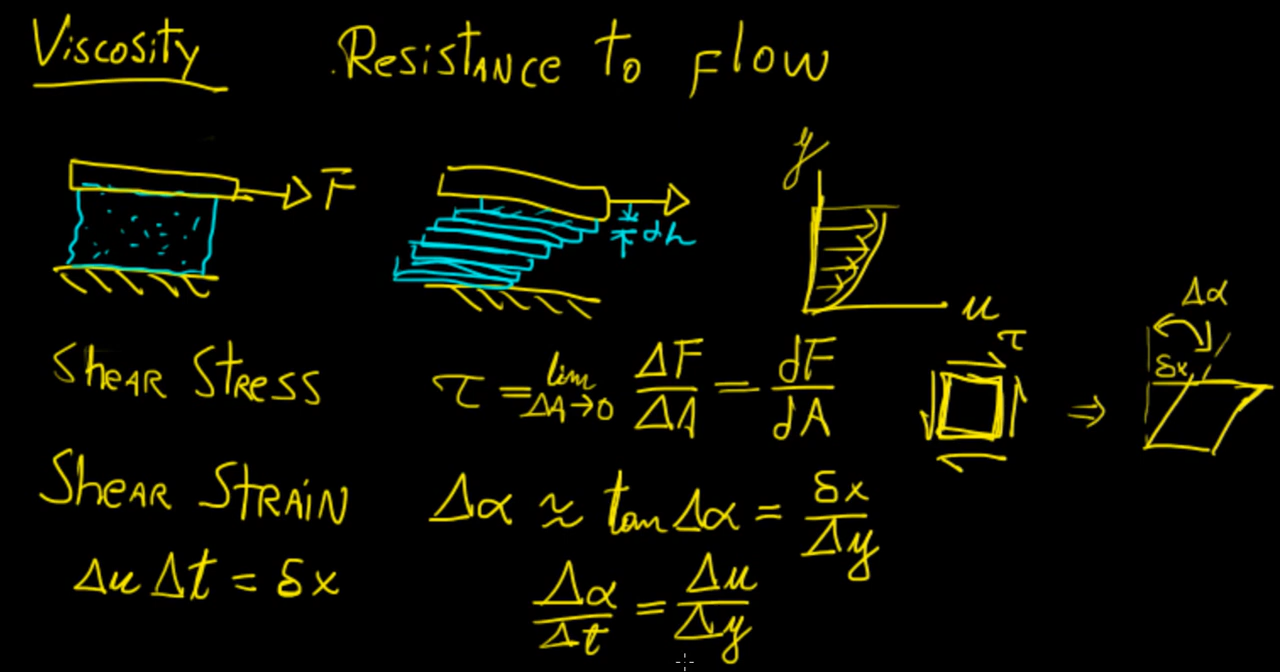 Viscosity Resistance to Flow
F
dh
y
u
Shear Stress τ = lim ΔA→0 ΔF/ΔA = dF/dA
τ
⇒
Δα
δx
Shear Strain Δα ≈ tan Δα = δx/Δy
Δu Δt = δx
Δα/Δt = Δu/Δy